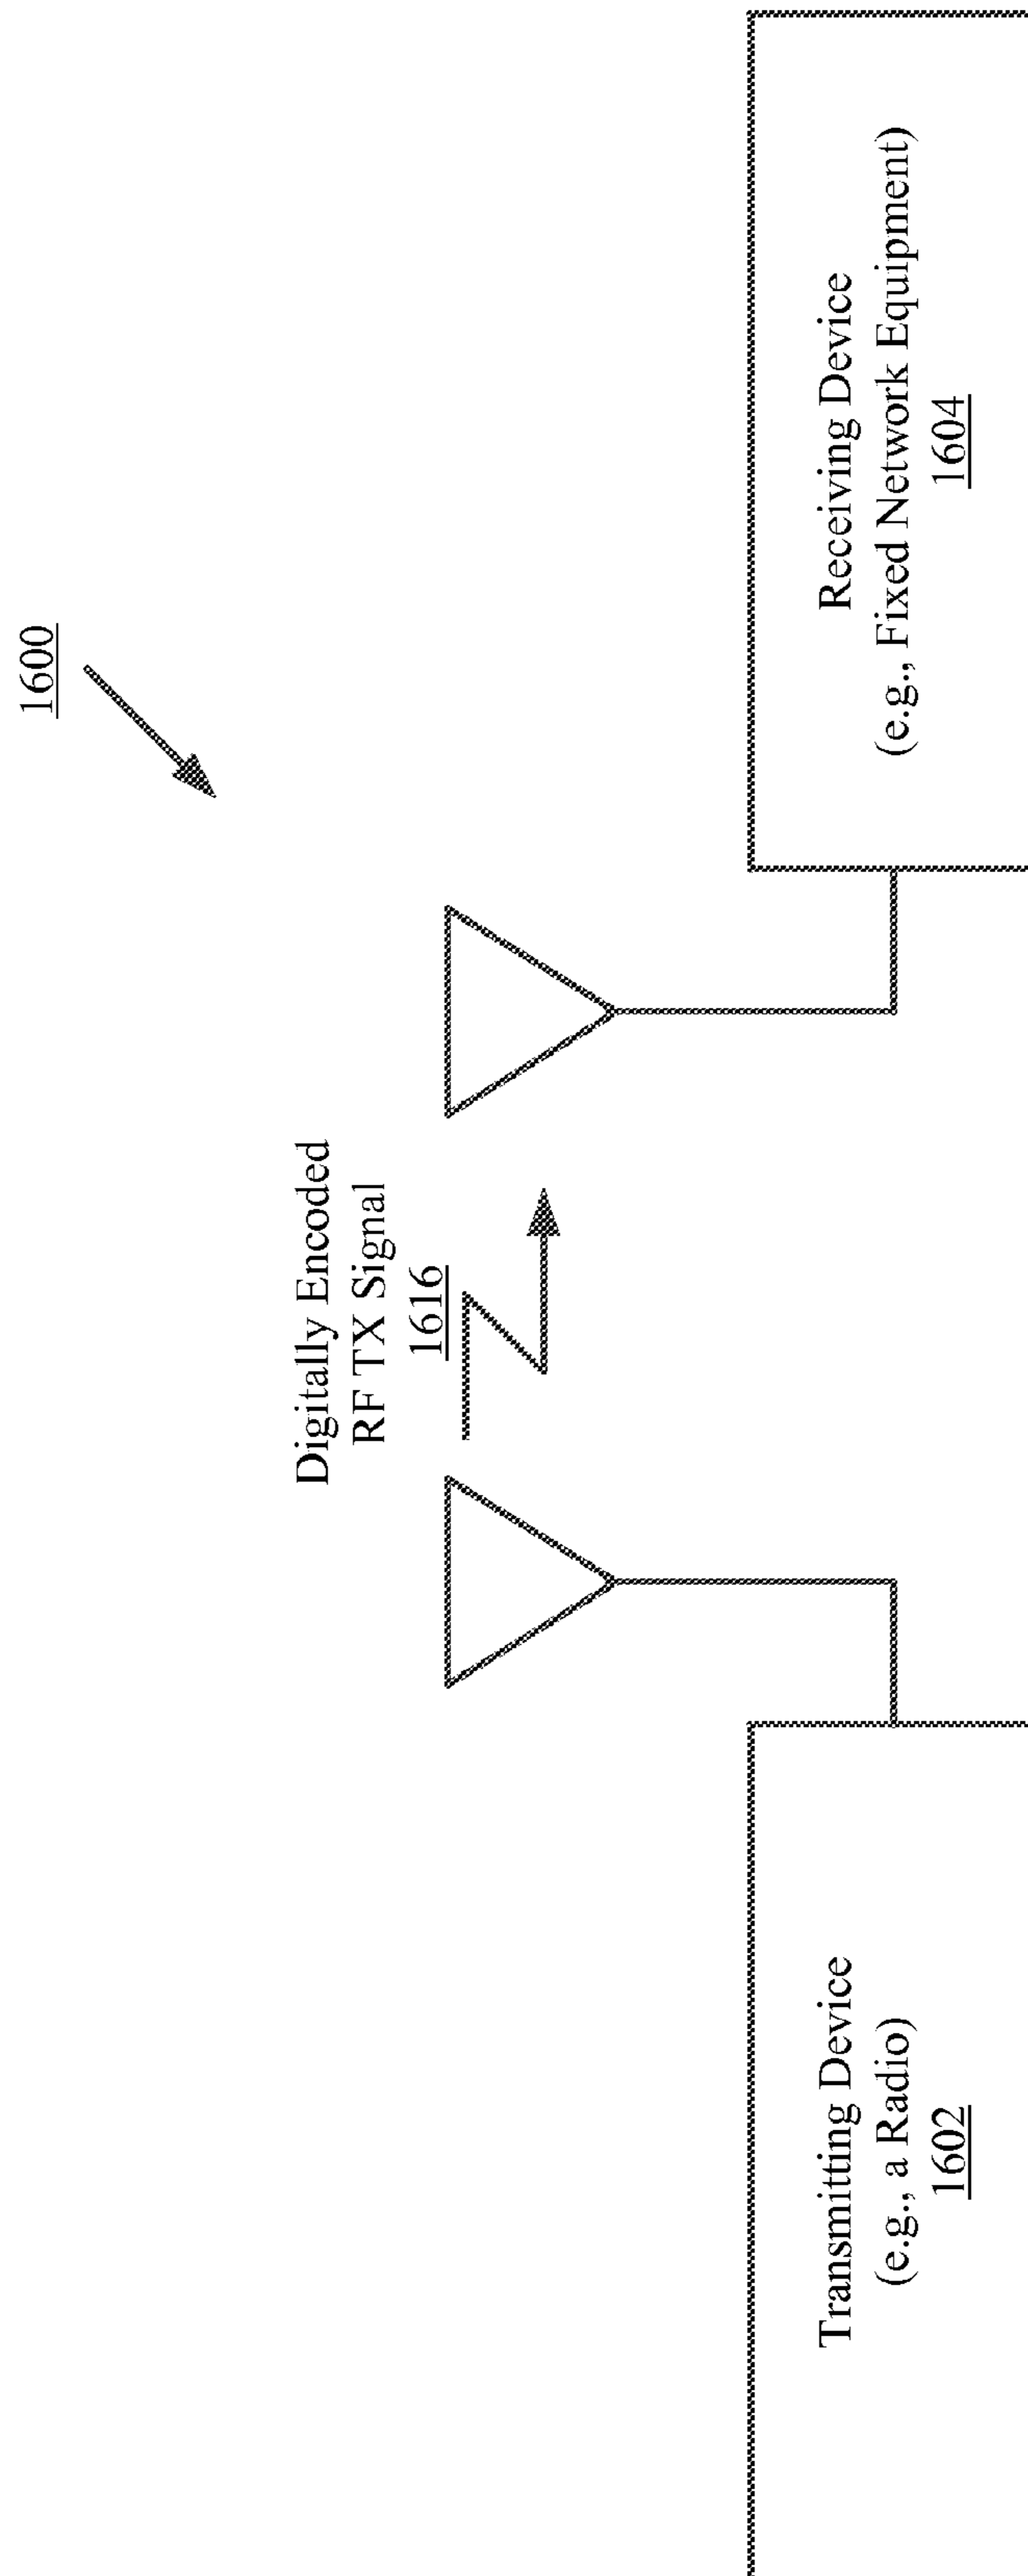 1600
Digitally Encoded
RF TX Signal
1616
Transmitting Device
(e.g., a Radio)
1602
Receiving Device
(e.g., Fixed Network Equipment)
1604